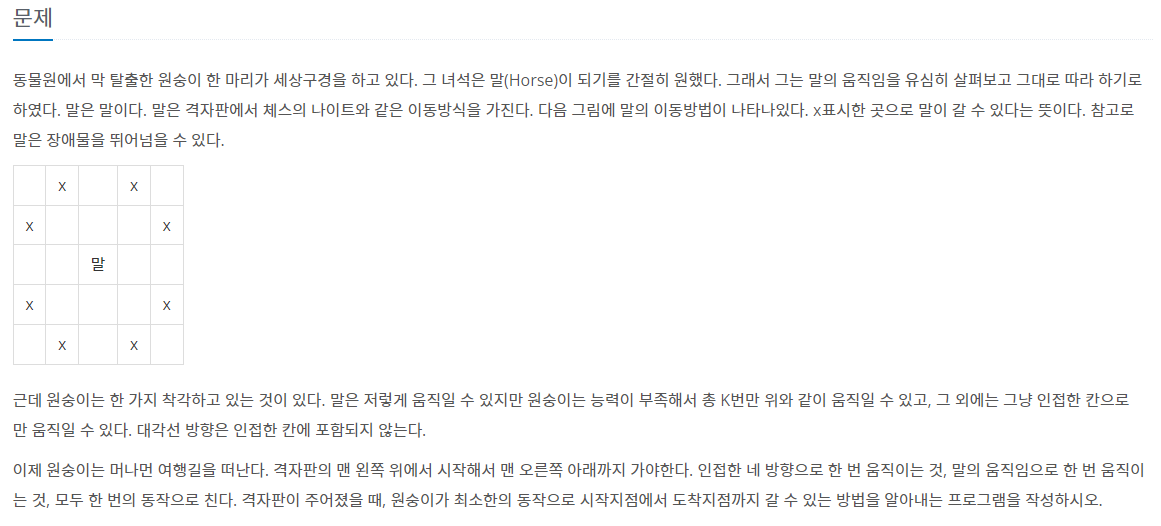 문제
동물원에서 막 탈출한 원숭이 한 마리가 세상구경을 하고 있다. 그 녀석은 말(Horse)이 되기를 간절히 원했다. 그래서 그는 말의 움직임을 유심히 살펴보고 그대로 따라 하기로
하였다. 말은 말이다. 말은 격자판에서 체스의 나이트와 같은 이동방식을 가진다. 다음 그림에 말의 이동방법이 나타나있다. x표시한 곳으로 말이 갈 수 있다는 뜻이다. 참고로
말은 장애물을 뛰어넘을 수 있다.
x x
x x
말
x x
x x
근데 원숭이는 한 가지 착각하고 있는 것이 있다. 말은 저렇게 움직일 수 있지만 원숭이는 능력이 부족해서 총 K번만 위와 같이 움직일 수 있고, 그 외에는 그냥 인접한 칸으로
만 움직일 수 있다. 대각선 방향은 인접한 칸에 포함되지 않는다.
이제 원숭이는 머나먼 여행길을 떠난다. 격자판의 맨 왼쪽 위에서 시작해서 맨 오른쪽 아래까지 가야한다. 인접한 네 방향으로 한 번 움직이는 것, 말의 움직임으로 한 번 움직이
는 것, 모두 한 번의 동작으로 친다. 격자판이 주어졌을 때, 원숭이가 최소한의 동작으로 시작지점에서 도착지점까지 갈 수 있는 방법을 알아내는 프로그램을 작성하시오.